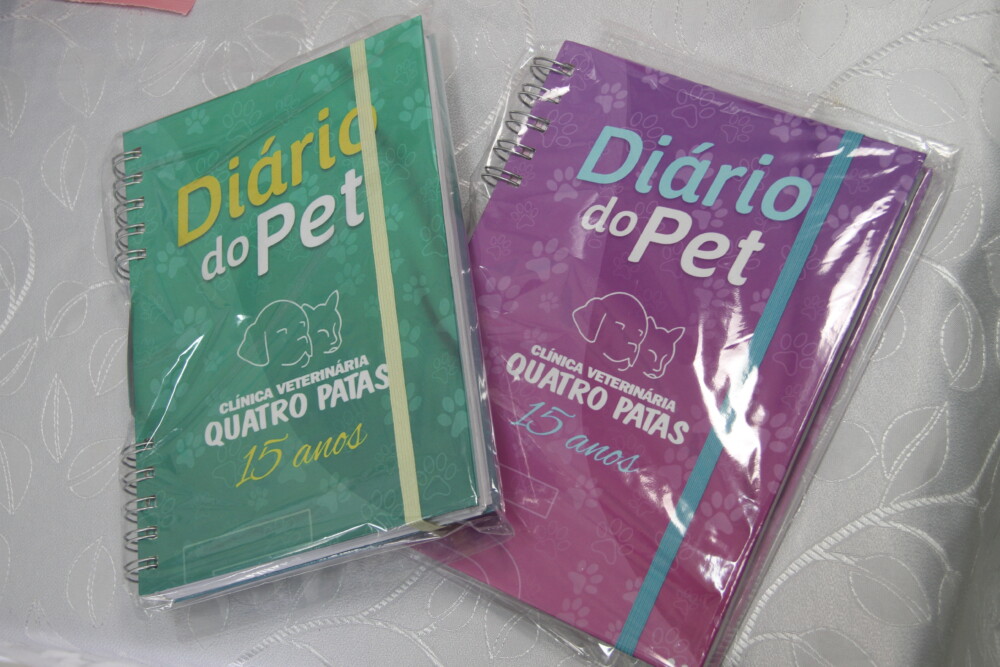 Diário
do Pet
CLÍNICA VETERINÁRIA
QUATRO PATAS
15 anos
Diário
do Pet
CLÍNICA VETERINÁRIA
QUATRO PATAS
15 anos